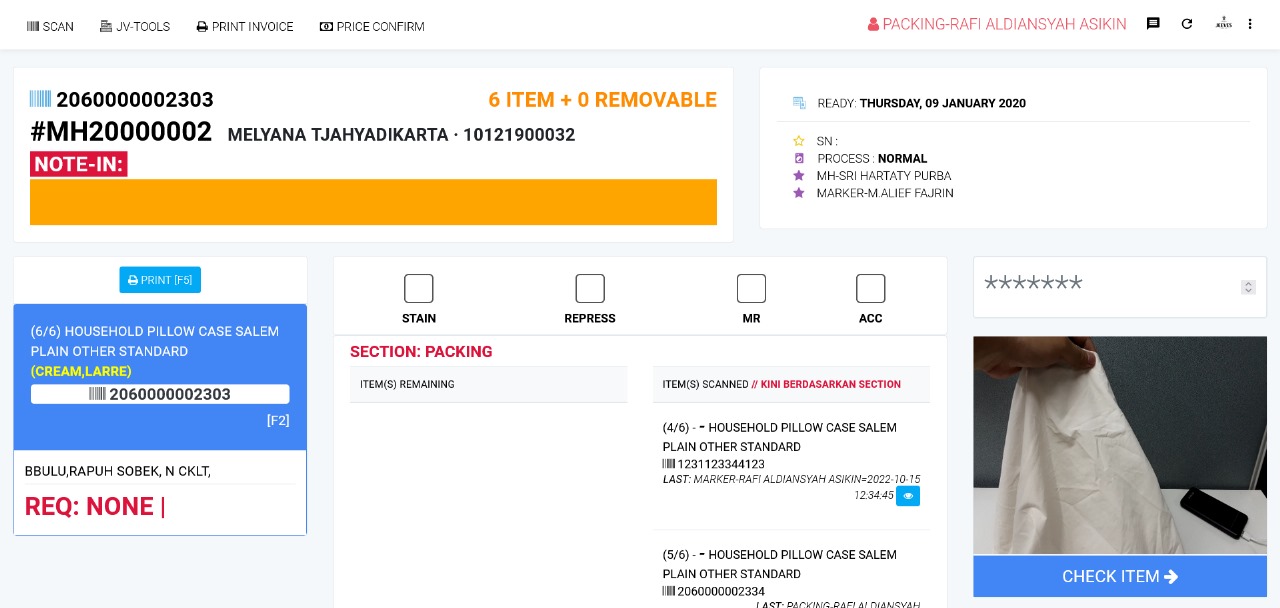 SCAN JV-TOOLS PRINT INVOICE PRICE CONFIRM PACKING-RAFI ALDIANSYAH ASIKIN
2060000002303 6 ITEM + 0 REMOVABLE
#MH20000002 MELYANA TJAHYADIKARTA · 10121900032
NOTE-IN:
READY: THURSDAY, 09 JANUARY 2020
SN :
PROCESS : NORMAL
MH-SRI HARTATY PURBA
MARKER-M.ALIEF FAJRIN
PRINT [F5]
(6/6) HOUSEHOLD PILLOW CASE SALEM
PLAIN OTHER STANDARD
(CREAM,LARRE)
2060000002303
[F2]
BBULU,RAPUH SOBEK, N CKLT,
REQ: NONE |
STAIN REPRESS MR ACC
SECTION: PACKING
ITEM(S) REMAINING
ITEM(S) SCANNED // KINI BERDASARKAN SECTION
(4/6) - - HOUSEHOLD PILLOW CASE SALEM
PLAIN OTHER STANDARD
1231123344123
LAST: MARKER-RAFI ALDIANSYAH ASIKIN=2022-10-15
12:34:45
(5/6) - - HOUSEHOLD PILLOW CASE SALEM
PLAIN OTHER STANDARD
2060000002334
LAST: PACKING-RAFI ALDIANSYAH
*******
CHECK ITEM